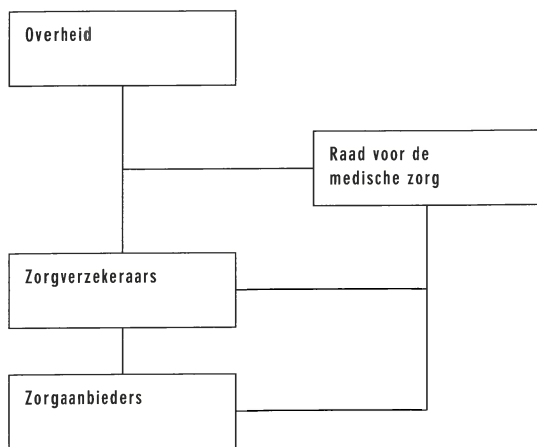 Overheid
Raad voor de
medische zorg
Zorgverzekeraars
Zorgaanbieders